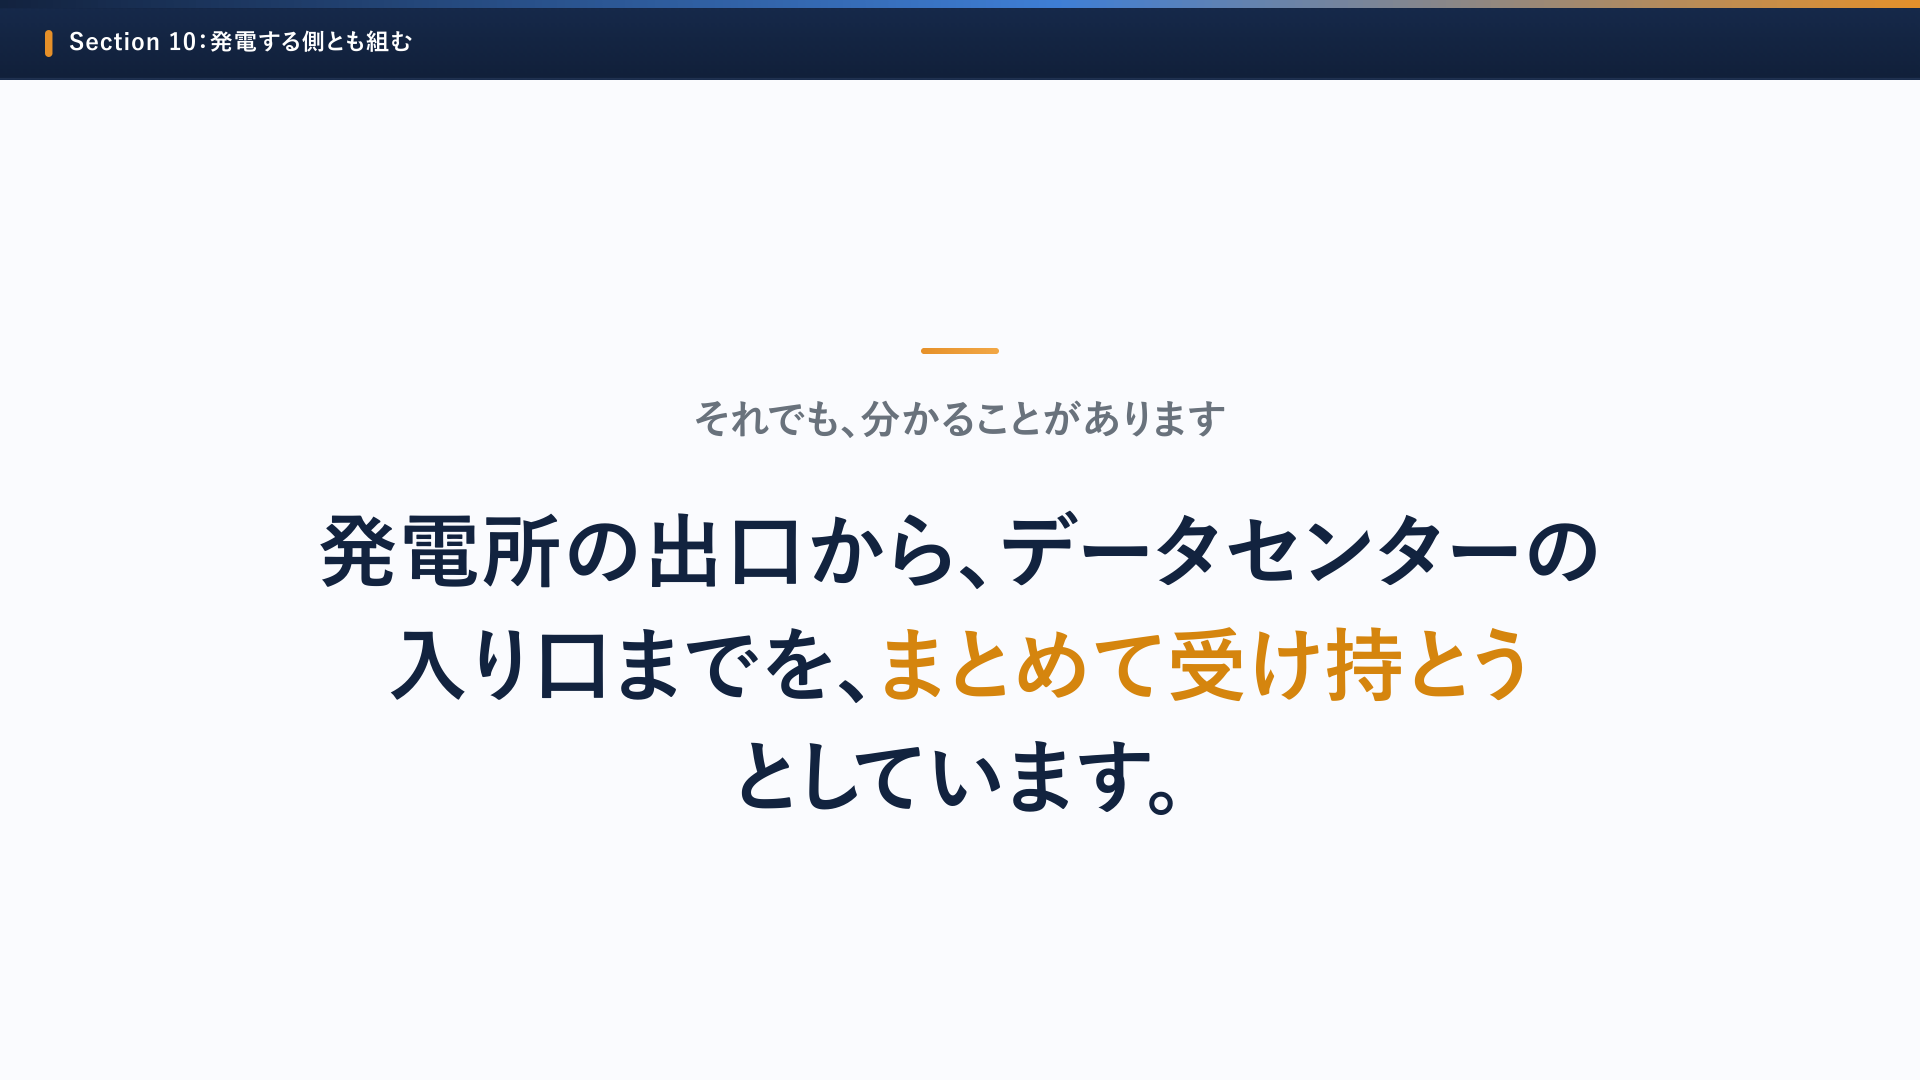 Section 10：発電する側とも組む
それでも、分かることがあります
発電所の出口から、データセンターの
入り口までを、まとめて受け持とう
としています。